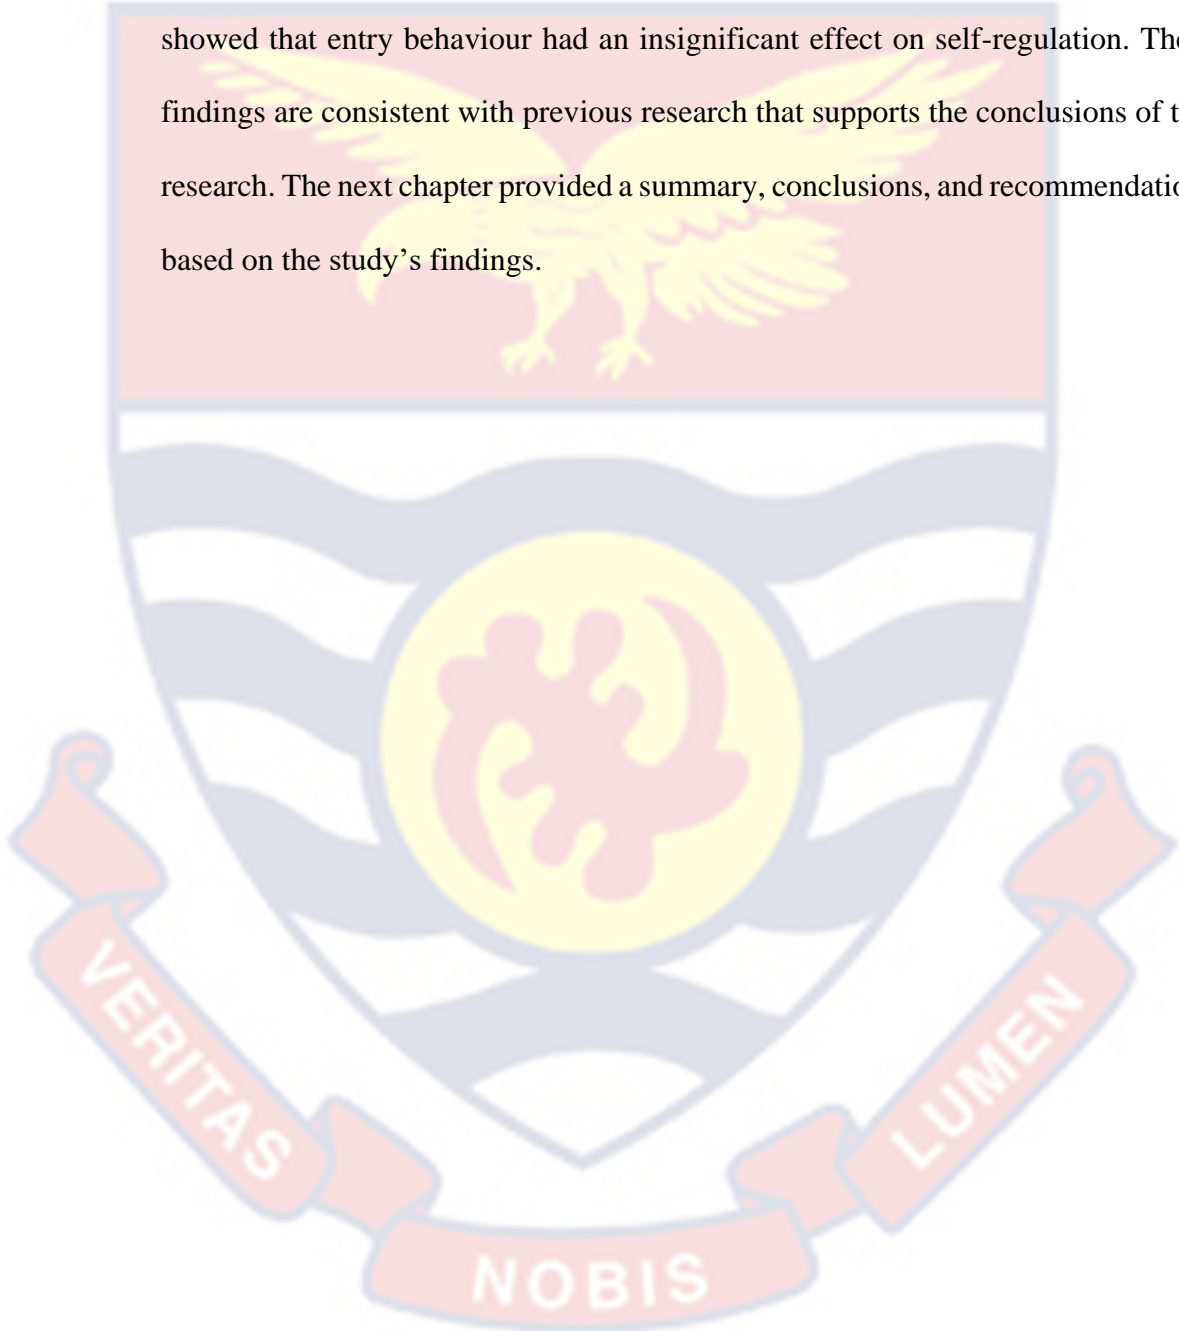 showed that entry behaviour had an insignificant effect on self-regulation.
findings are consistent with previous research that supports the conclusions of
research. The next chapter provided a summary, conclusions, and
based on the study’s findings.
VERITAS
NOBIS
LUMEN